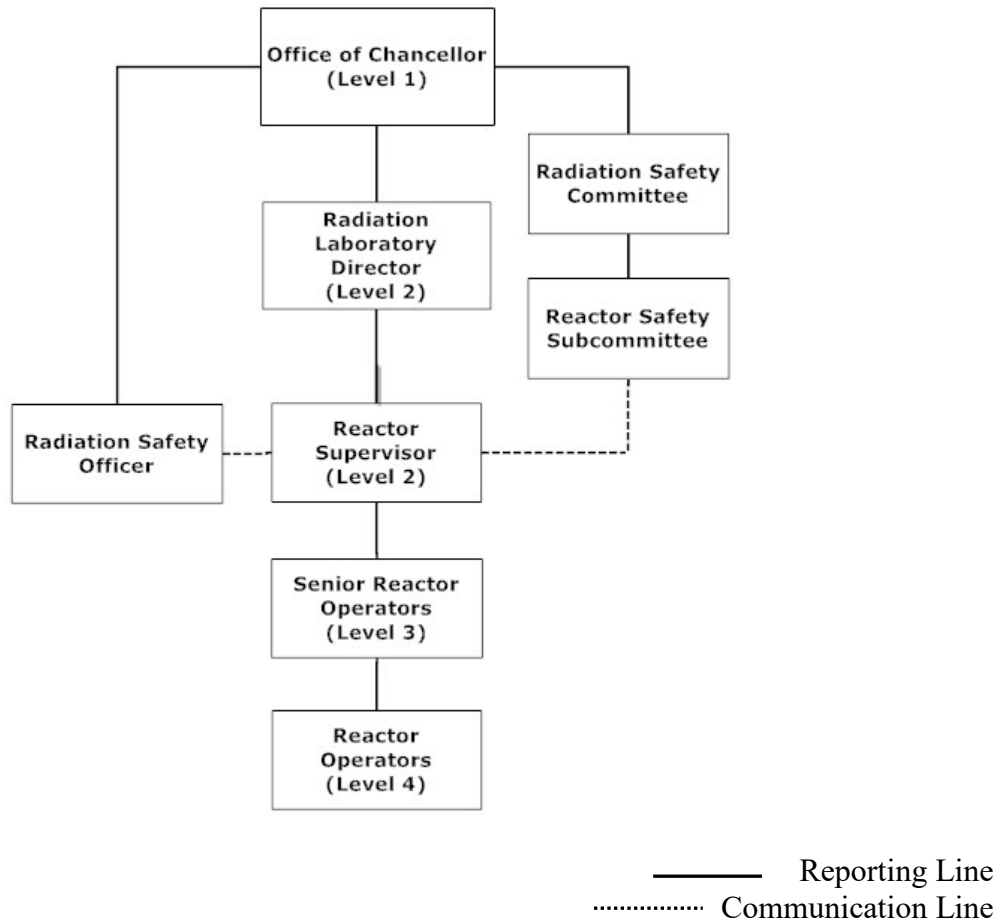 Office of Chancellor
(Level 1)
Radiation Safety
Committee
Radiation
Laboratory
Director
(Level 2)
Reactor Safety
Subcommittee
Radiation Safety
Officer
Reactor
Supervisor
(Level 2)
Senior Reactor
Operators
(Level 3)
Reactor
Operators
(Level 4)
Reporting Line
Communication Line